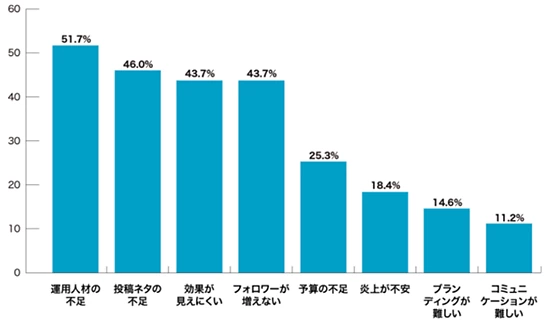 60
50
40
30
20
10
0
51.7%
46.0%
43.7%
43.7%
25.3%
18.4%
14.6%
11.2%
運用人材の
不足
投稿ネタの
不足
効果が
見えにくい
フォロワーが
増えない
予算の不足
炎上が不安
ブラン
ディングが
難しい
コミュニ
ケーションが
難しい